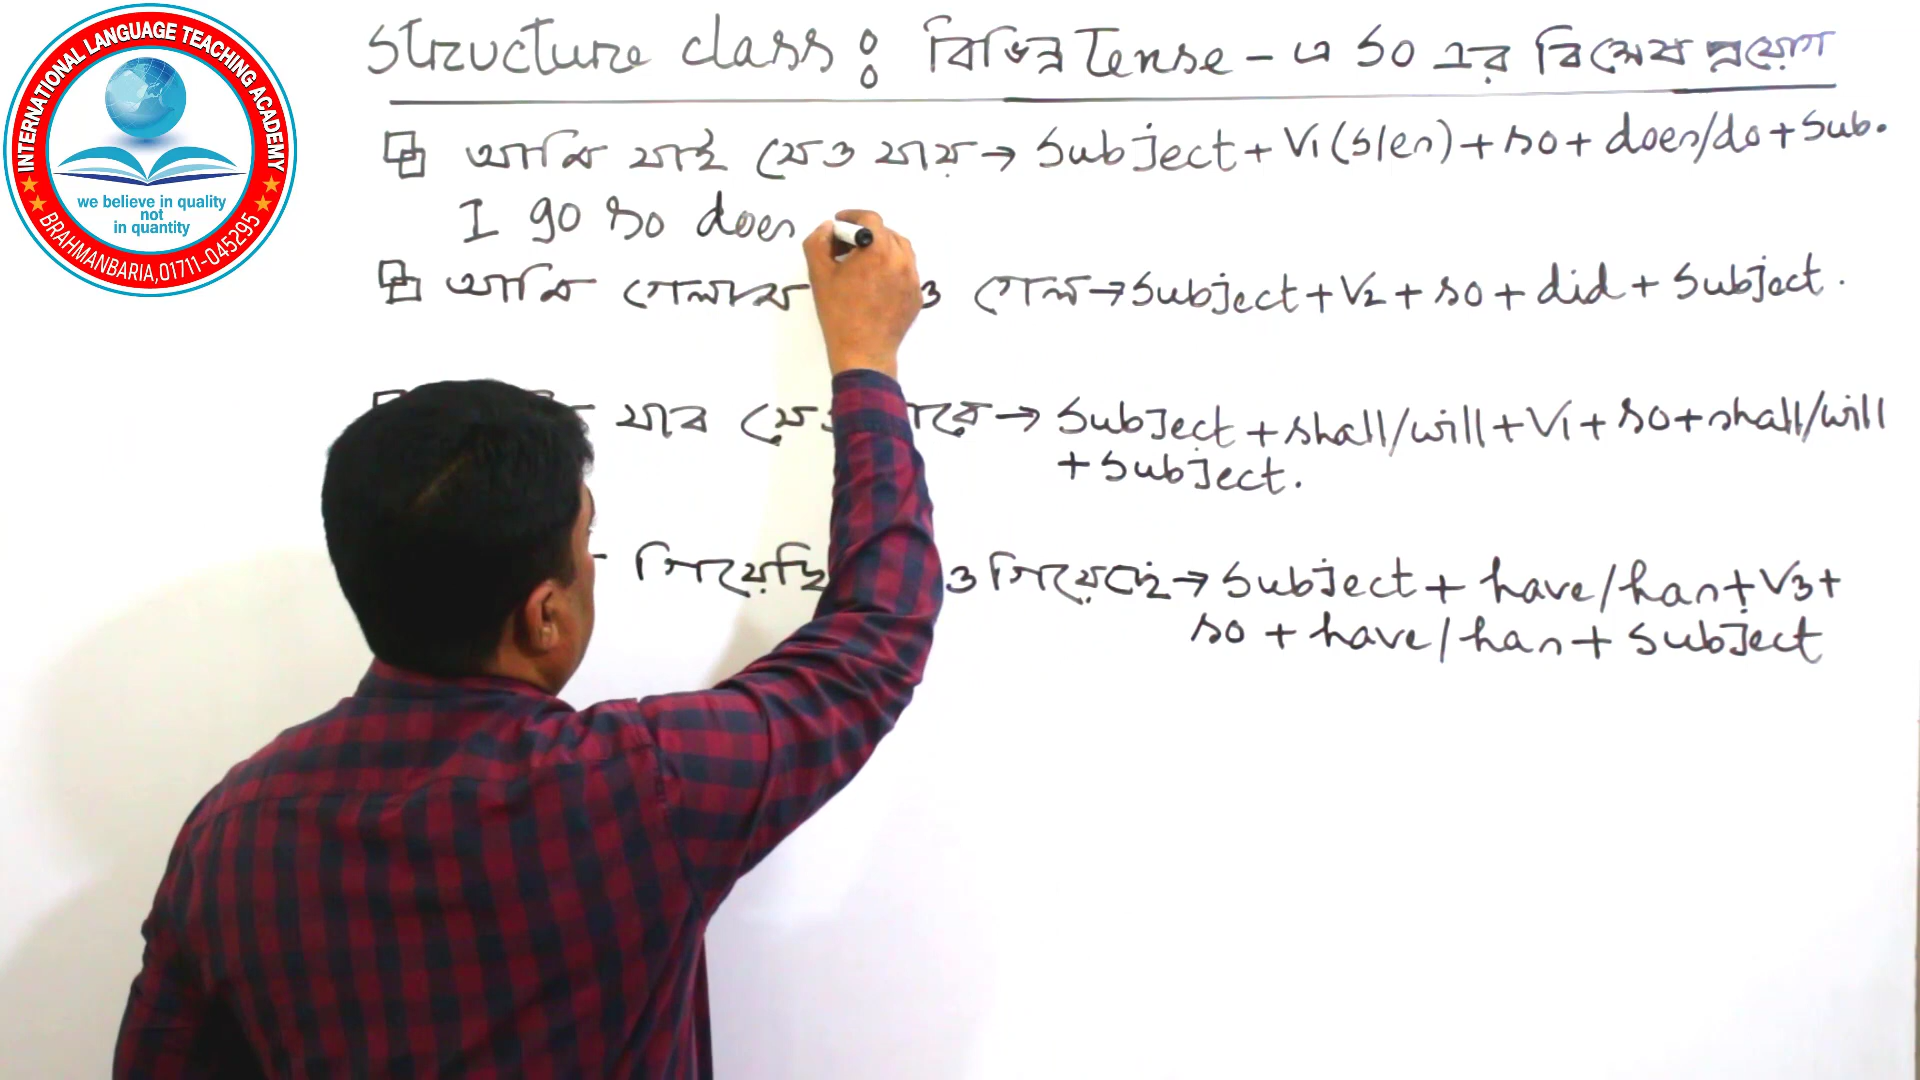 INTERNATIONAL LANGUAGE TEACHING ACADEMY
we believe in quality
not
in quantity
BRAHMANBARIA,01711-045295
Structure class : বিভিন্ন Tense - এ so এর বিশেষ প্রয়োগ
আমি যাই সেও যায় → Subject + V1 (s/es) + so + does/do + Sub.
I go so does
আমি গেলাম ও গেল → Subject + V2 + so + did + Subject.
যাব সে → Subject + shall/will + V1 + so + shall/will
+ Subject.
গিয়েছি ও গিয়েছে → Subject + have/has + V3 +
so + have/has + Subject